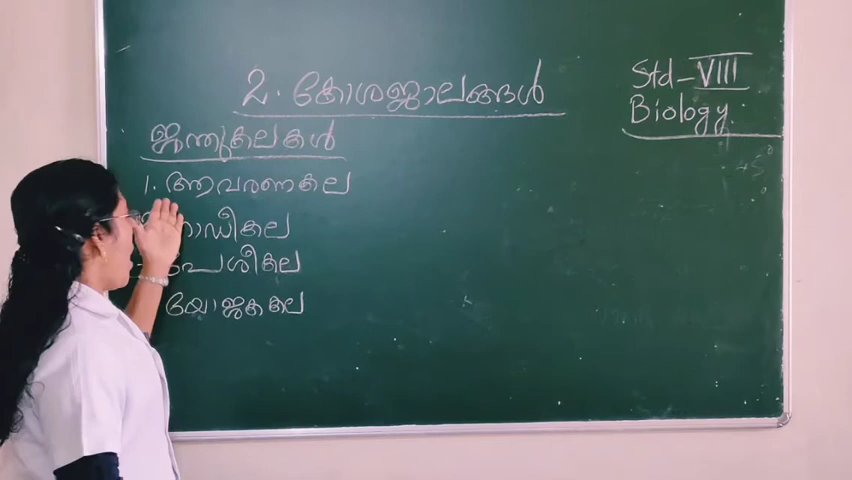 2. കോശജാലങ്ങൾ
Std - VIII
Biology.
ജന്തുകലകൾ
1. ആവരണകല
നാഡീകല
പേശീകല
യോജകകല